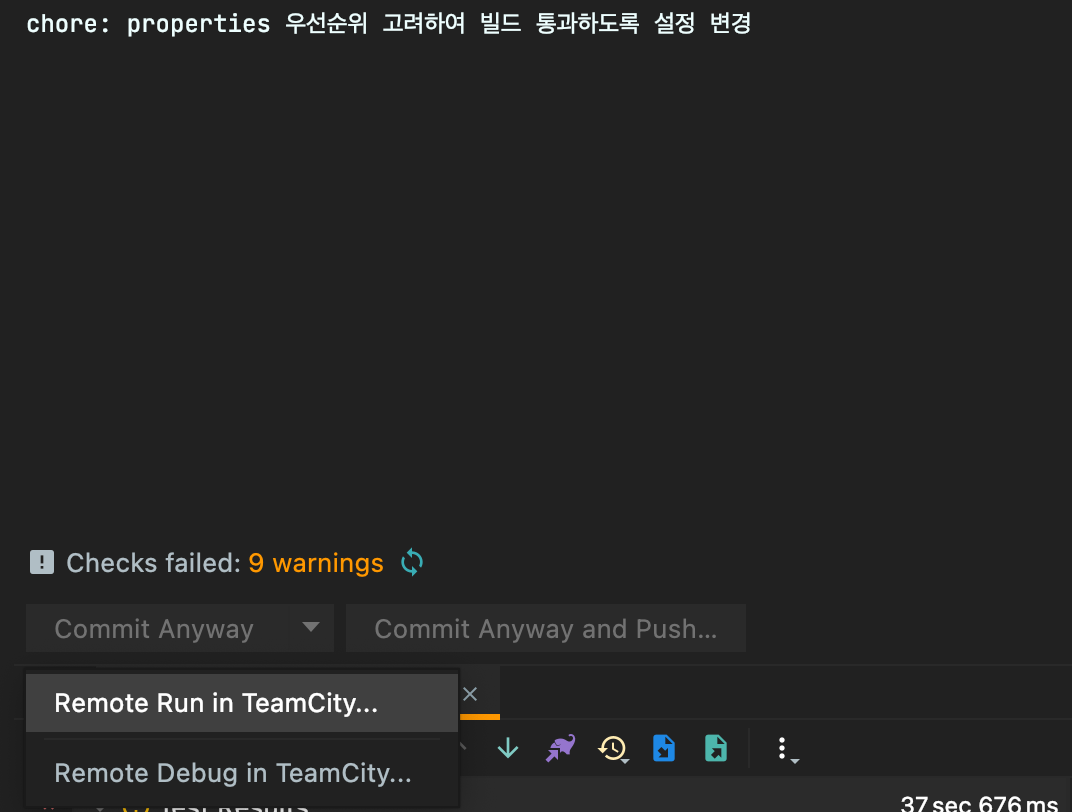 chore: properties 우선순위 고려하여 빌드 통과하도록 설정 변경
Checks failed: 9 warnings
Commit Anyway
Commit Anyway and Push...
Remote Run in TeamCity...
Remote Debug in TeamCity...
Test Results
37 sec 676 ms